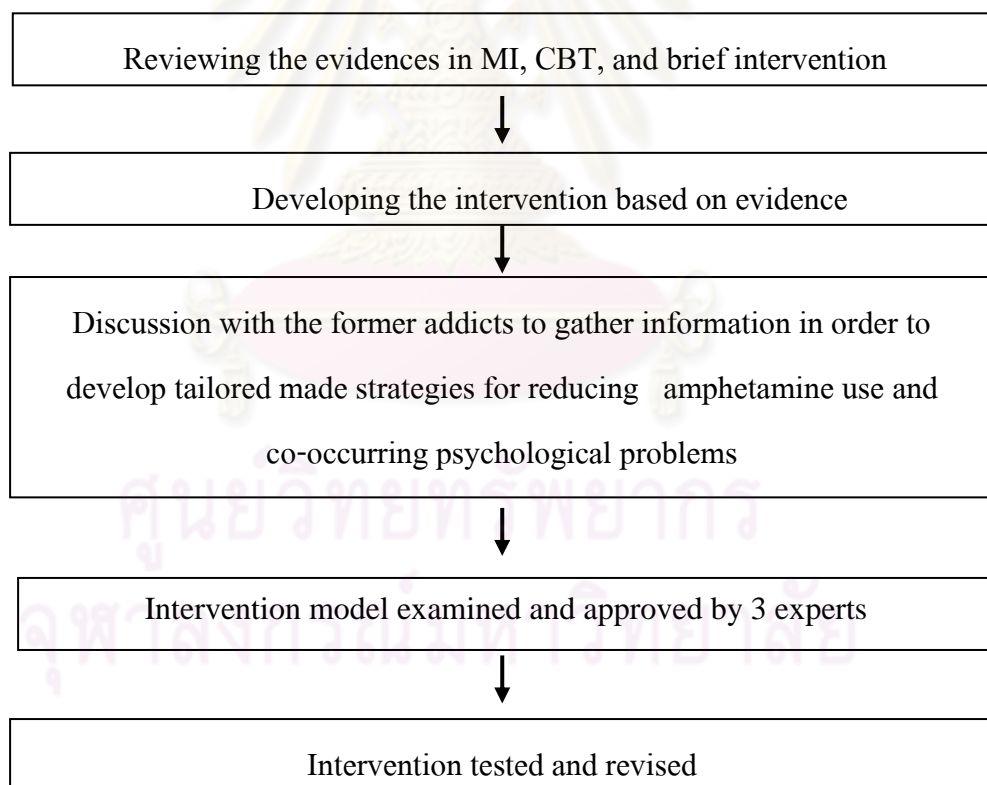 Reviewing the evidences in MI, CBT, and brief intervention
Developing the intervention based on evidence
Discussion with the former addicts to gather information in order to
develop tailored made strategies for reducing amphetamine use and
co-occurring psychological problems
ศูนย์วิทยทรัพยากร
Intervention model examined and approved by 3 experts
จุฬาลงกรณ์มหาวิทยาลัย
Intervention tested and revised